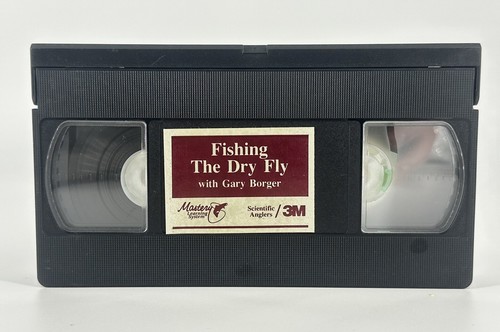 Fishing
The Dry Fly
with Gary Borger
Mastery
Learning
System
Scientific
Anglers / 3M